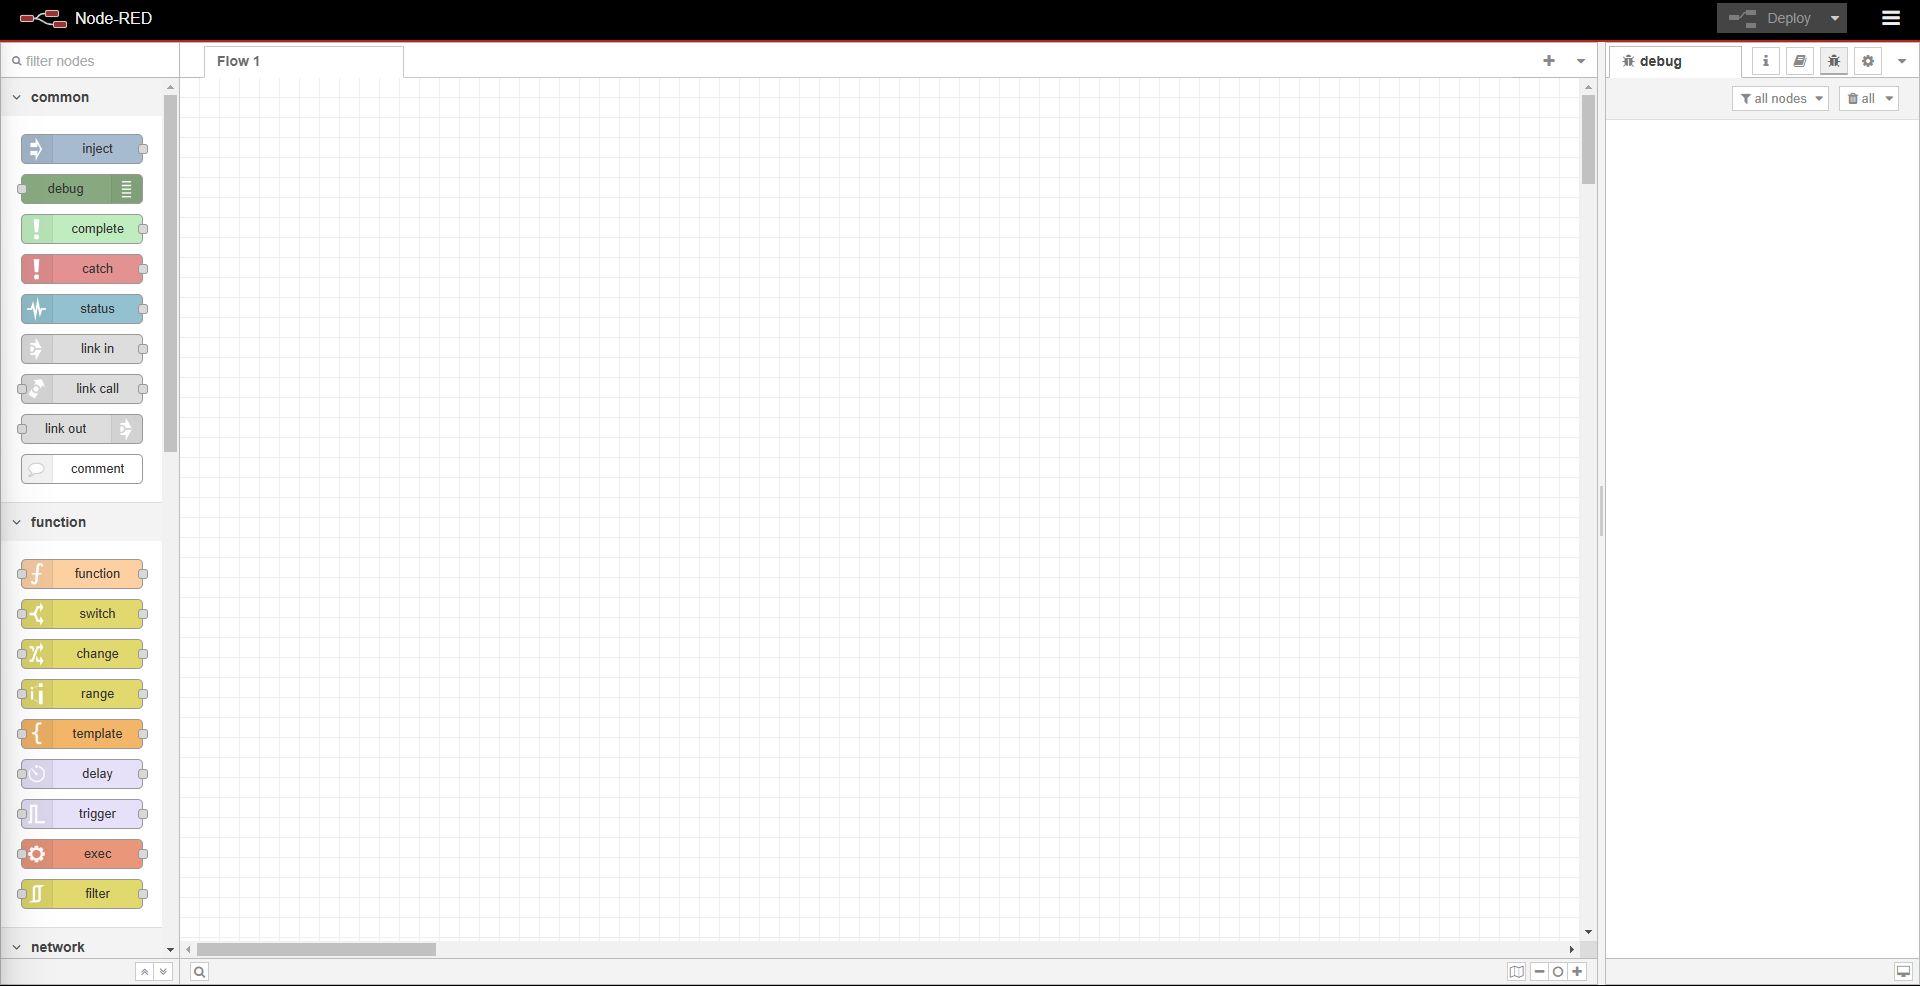 Node-RED
Deploy
filter nodes
Flow 1
debug
all nodes
all
common
inject
debug
complete
catch
status
link in
link call
link out
comment
function
function
switch
change
range
template
delay
trigger
exec
filter
network